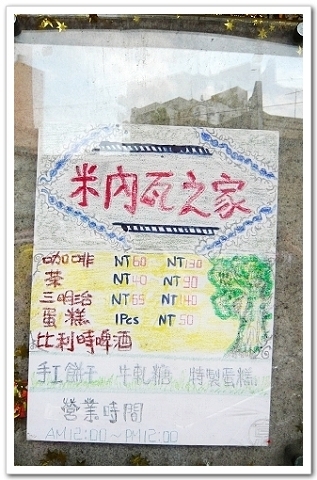 米內瓦之家
咖啡 NT60 NT130
茶 NT40 NT90
三明治 NT65 NT40
蛋糕 1Pcs NT50
比利時啤酒
手工餅干 牛軋糖 特製蛋糕
營業時間
AM12:00~PM12:00